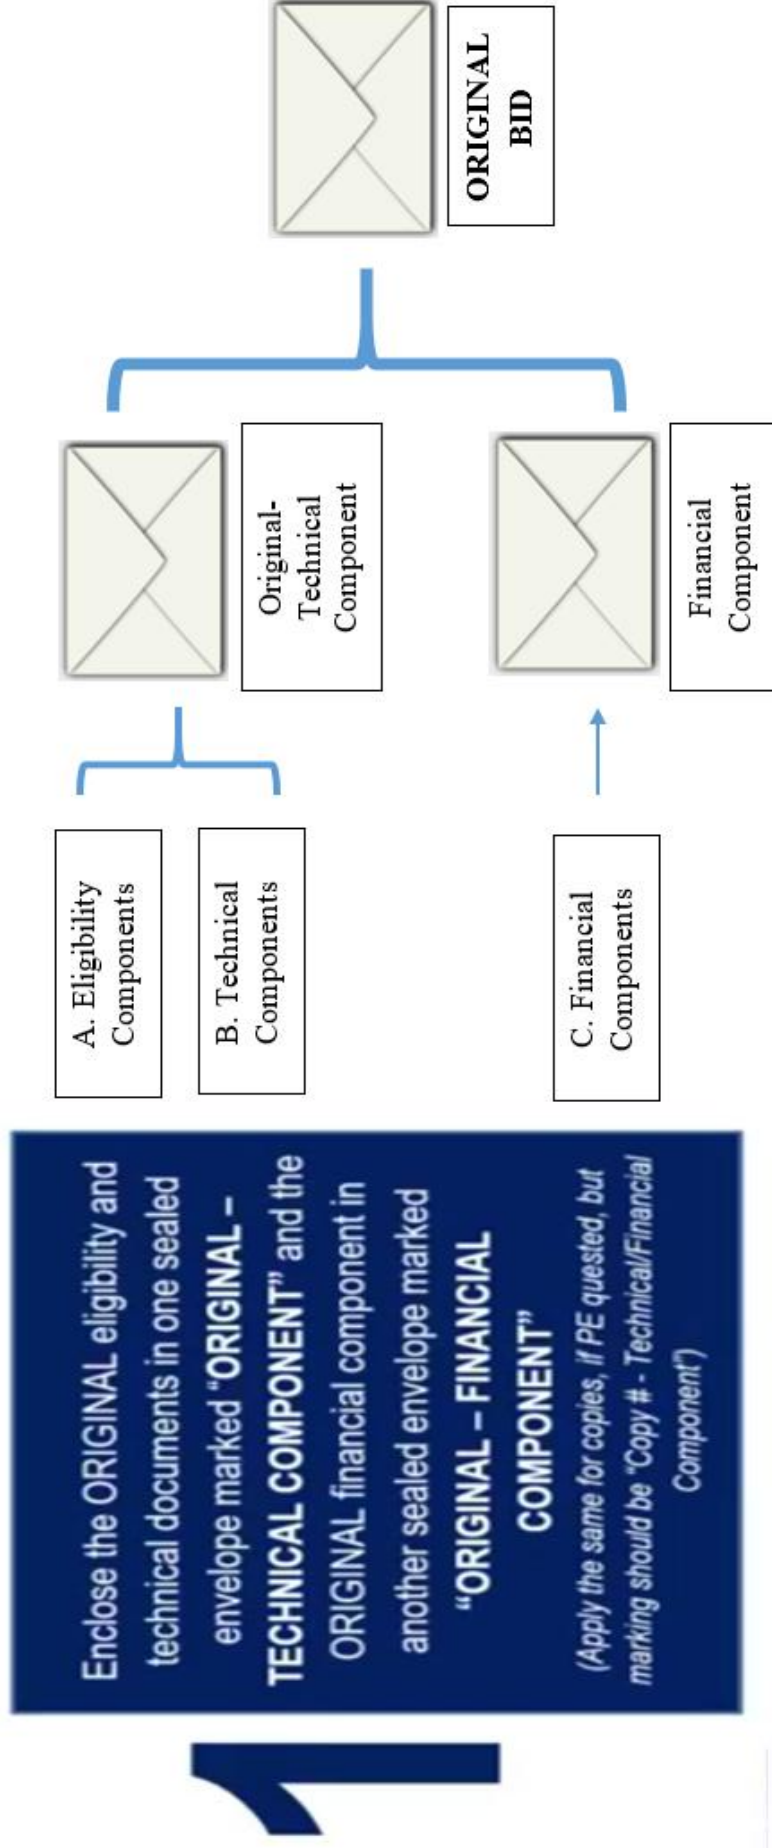 1
Enclose the ORIGINAL eligibility and
technical documents in one sealed
envelope marked “ORIGINAL –
TECHNICAL COMPONENT” and the
ORIGINAL financial component in
another sealed envelope marked
“ORIGINAL – FINANCIAL
COMPONENT”
(Apply the same for copies, if PE quested, but
marking should be “Copy # - Technical/Financial
Component”)
A. Eligibility
Components
B. Technical
Components
C. Financial
Components
Original-
Technical
Component
Financial
Component
ORIGINAL
BID